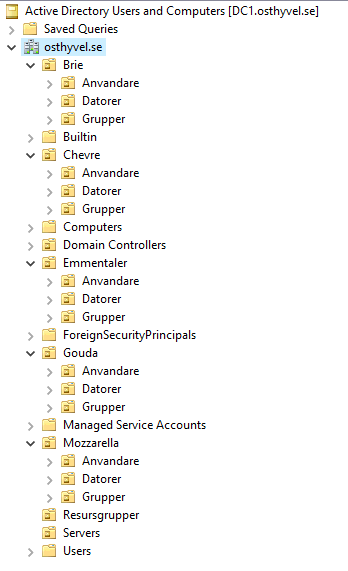 Active Directory Users and Computers [DC1.osthyvel.se]
Saved Queries
osthyvel.se
Brie
Anvandare
Datorer
Grupper
Builtin
Chevre
Anvandare
Datorer
Grupper
Computers
Domain Controllers
Emmentaler
Anvandare
Datorer
Grupper
ForeignSecurityPrincipals
Gouda
Anvandare
Datorer
Grupper
Managed Service Accounts
Mozzarella
Anvandare
Datorer
Grupper
Resursgrupper
Servers
Users